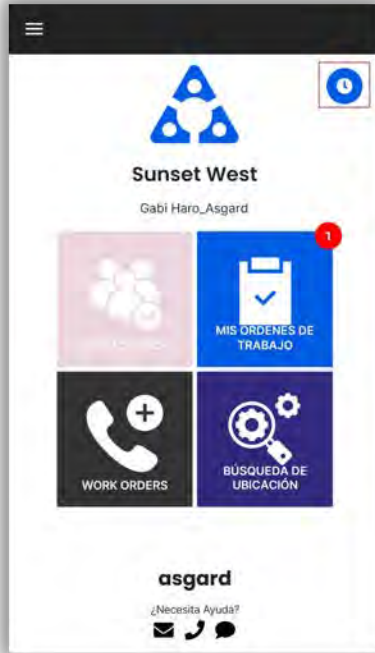 Sunset West
Gabi Haro_Asgard
1
MIS ORDENES DE
TRABAJO
WORK ORDERS
BÚSQUEDA DE
UBICACIÓN
asgard
¿Necesita Ayuda?